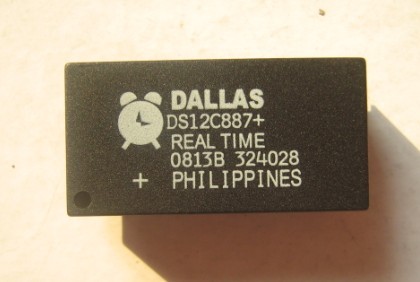 DALLAS
DS12C887+
REAL TIME
0813B 324028
+ PHILIPPINES